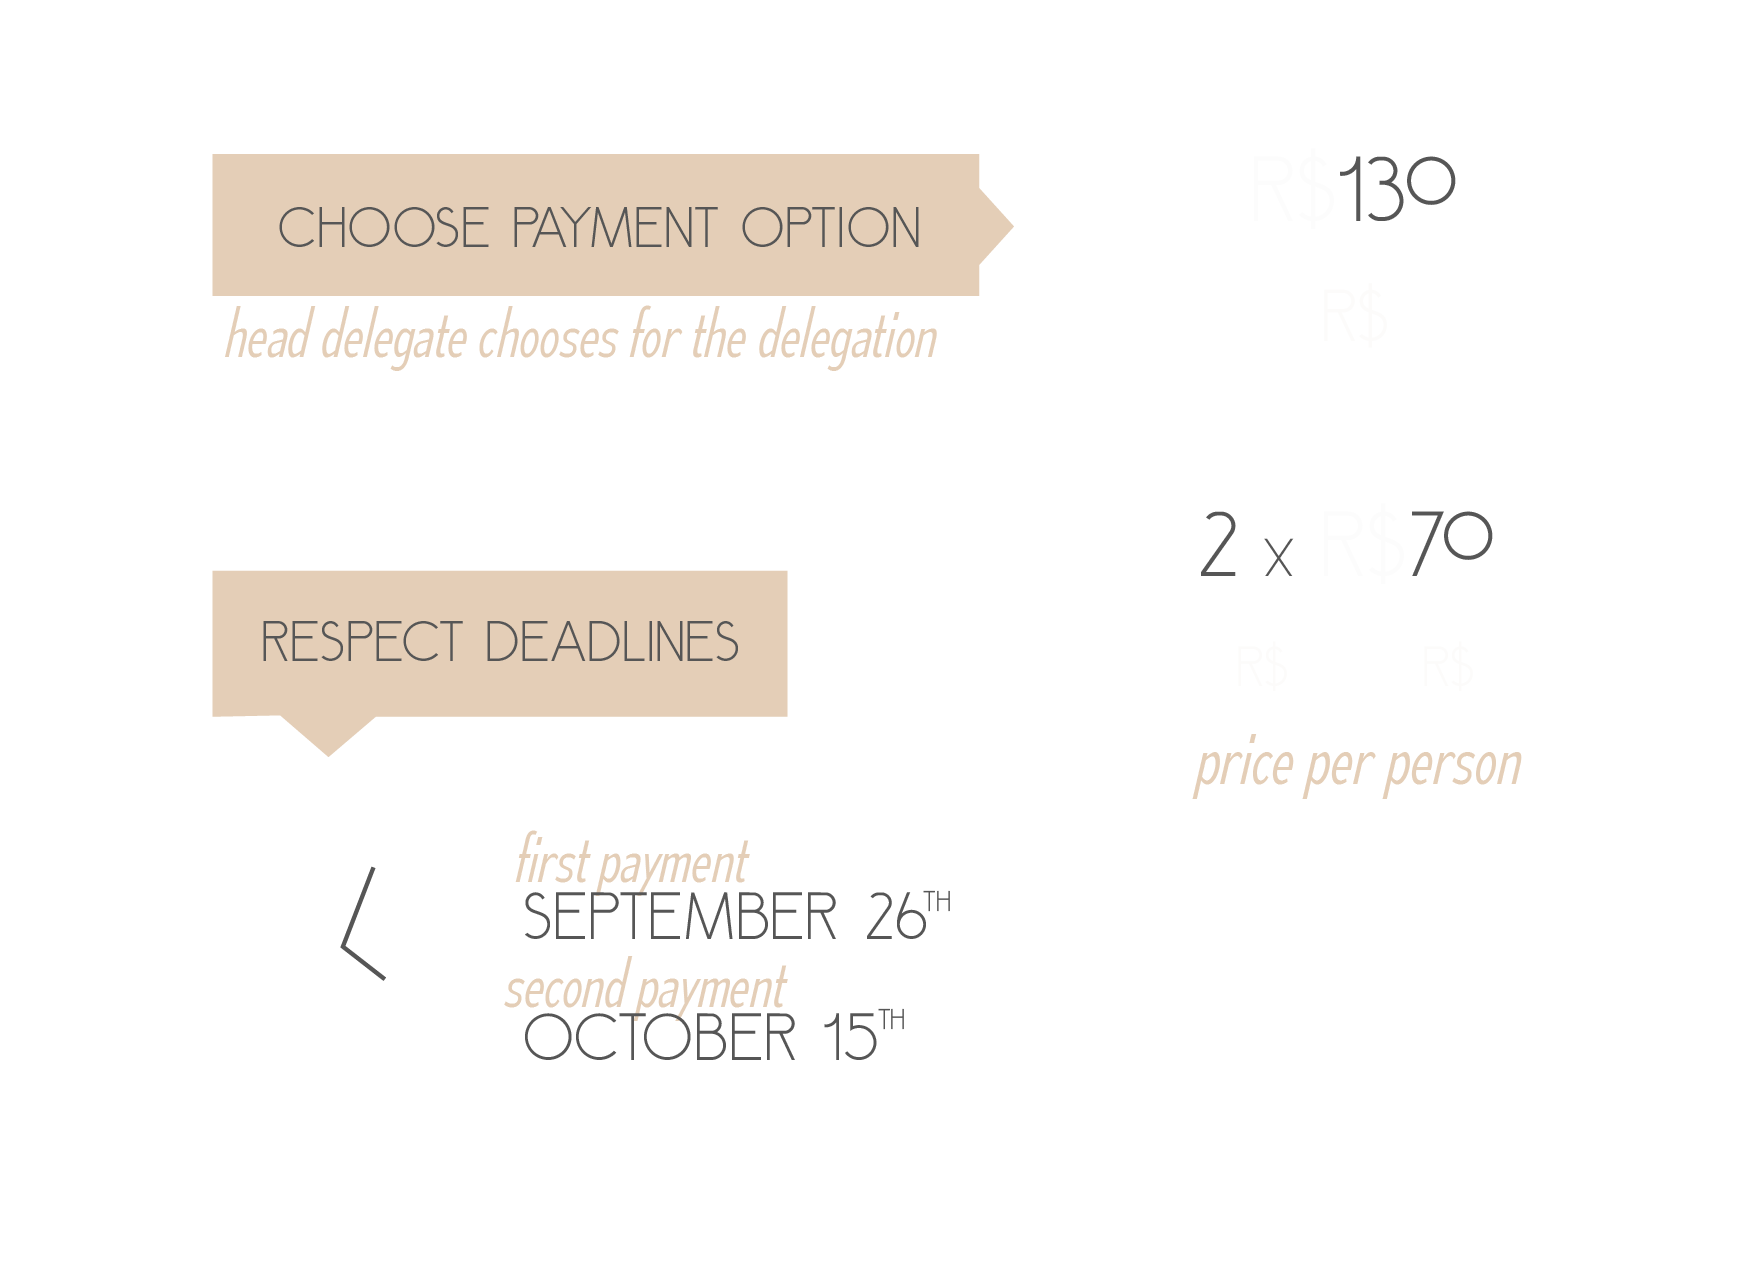 CHOOSE PAYMENT OPTION
head delegate chooses for the delegation
R$130
R$
2 x R$70
R$ R$
price per person
RESPECT DEADLINES
first payment
SEPTEMBER 26TH
second payment
OCTOBER 15TH